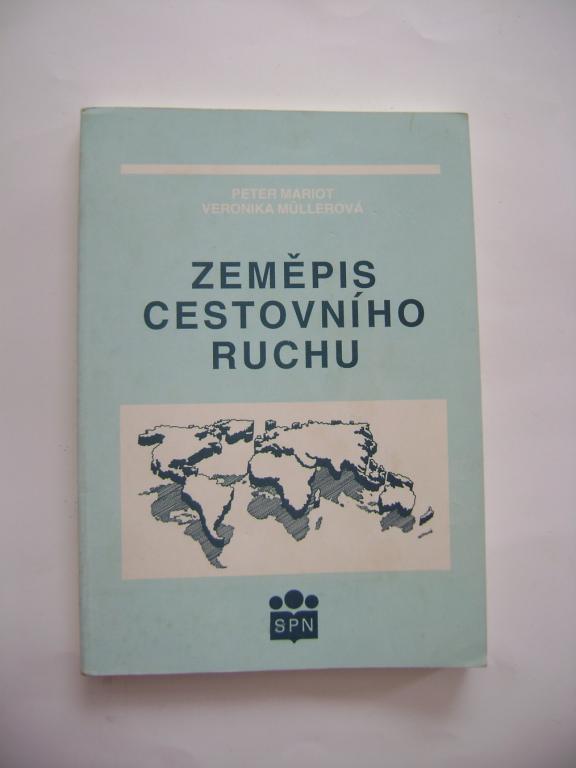 PETER MARIOT
VERONIKA MÜLLEROVÁ
ZEMĚPIS
CESTOVNÍHO
RUCHU
SPN